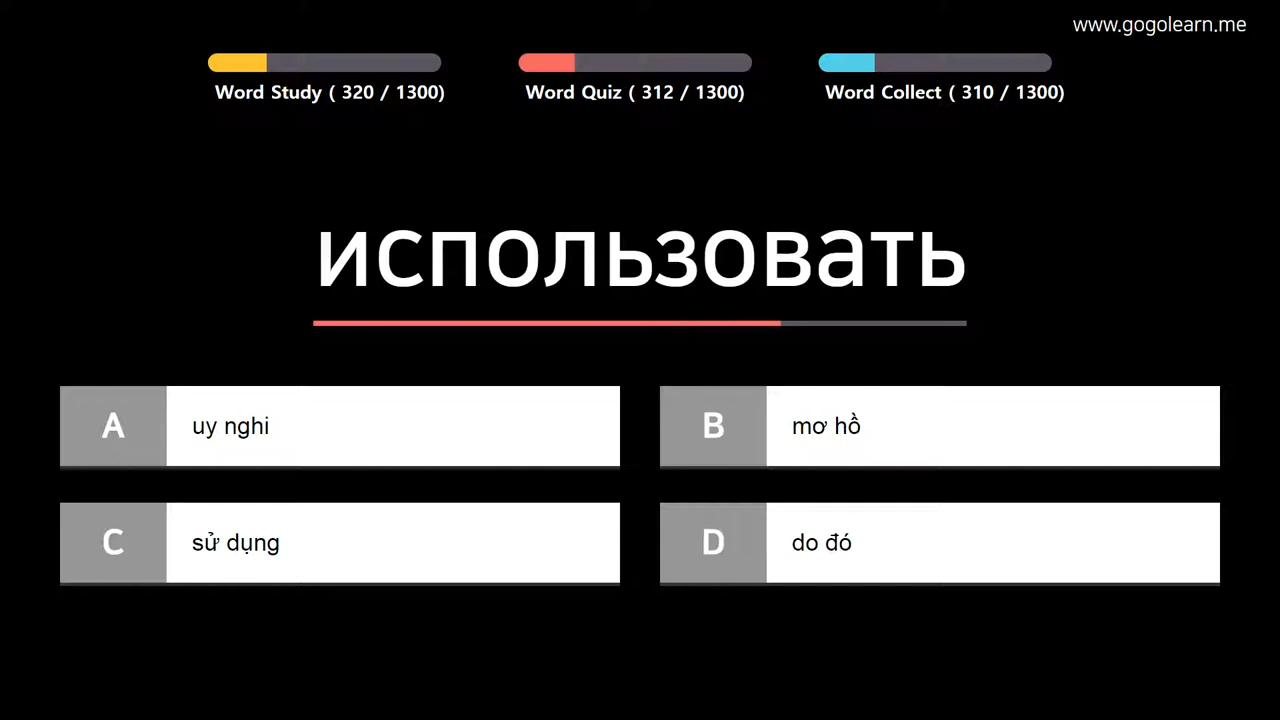 www.gogolearn.me
Word Study ( 320 / 1300)
Word Quiz ( 312 / 1300)
Word Collect ( 310 / 1300)
использовать
A uy nghi
B mơ hồ
C sử dụng
D do đó